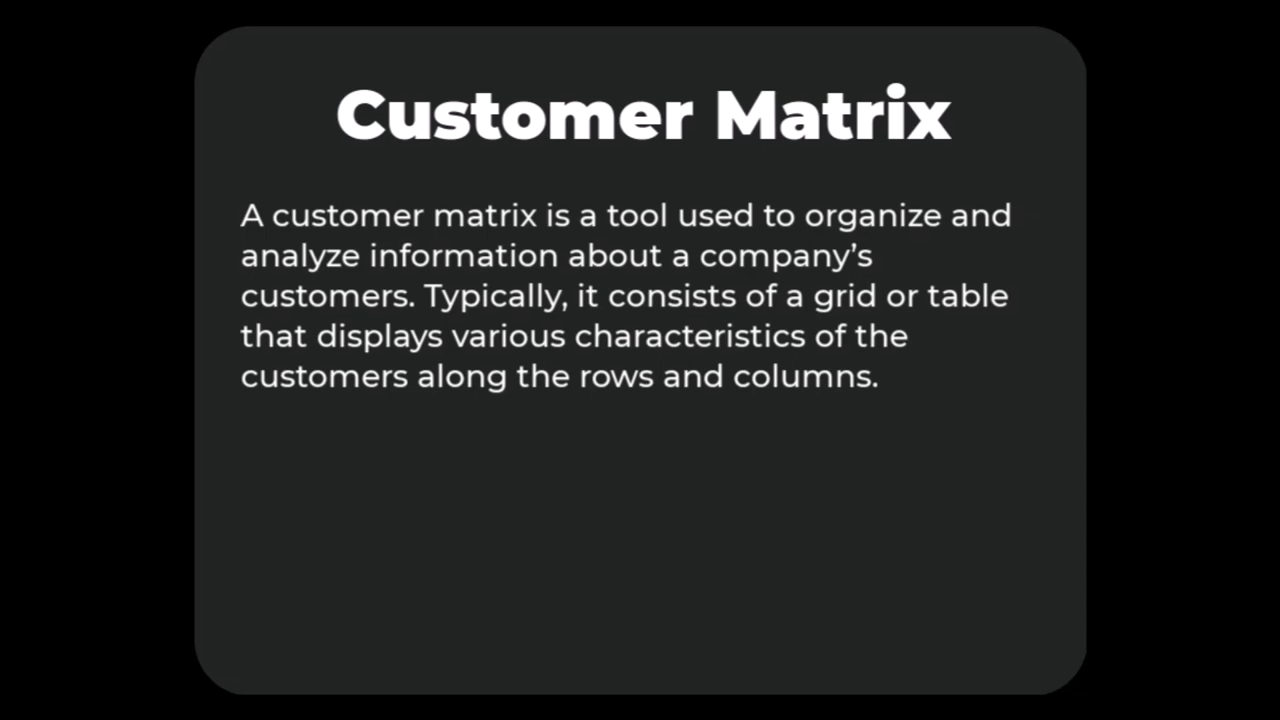 Customer Matrix
A customer matrix is a tool used to organize and
analyze information about a company’s
customers. Typically, it consists of a grid or table
that displays various characteristics of the
customers along the rows and columns.